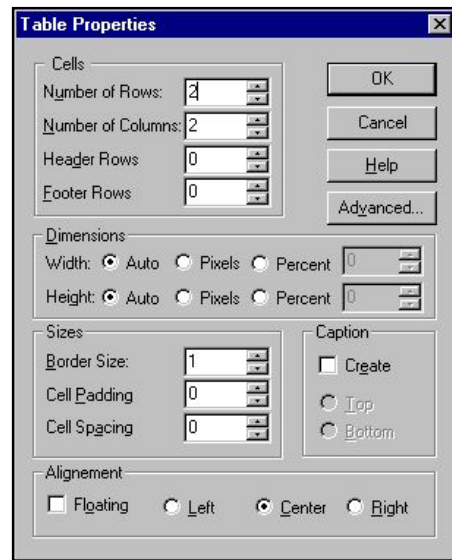 Table Properties
Cells
Number of Rows: 2
Number of Columns: 2
Header Rows 0
Footer Rows 0
OK
Cancel
Help
Advanced...
Dimensions
Width: Auto Pixels Percent 0
Height: Auto Pixels Percent 0
Sizes
Border Size: 1
Cell Padding 0
Cell Spacing 0
Caption
Create
Top
Bottom
Alignement
Floating Left Center Right